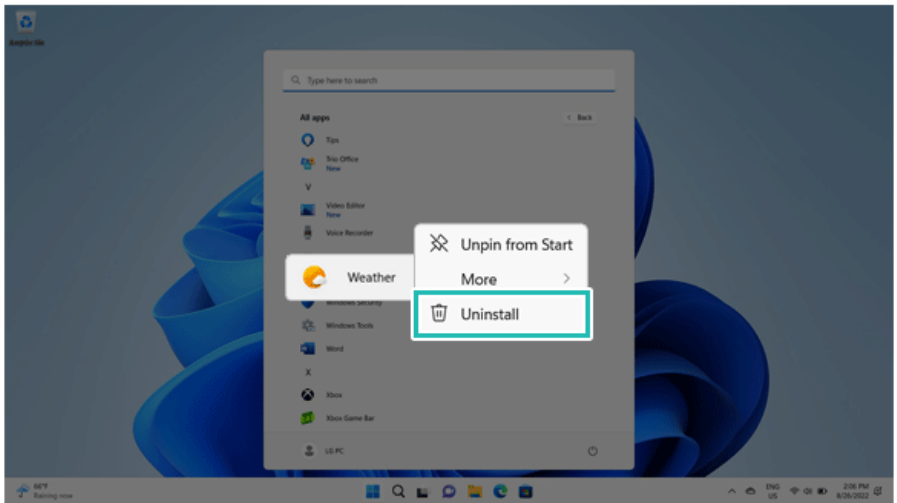 Type here to search
All apps
Back
Tips
Trio Office
New
V
Video Editor
New
Voice Recorder
Unpin from Start
Weather
More
Windows Security
Uninstall
Windows Tools
Word
X
Xbox
Xbox Game Bar
LG PC
66°F
Raining now
ENG
US
2:06 PM
8/26/2022